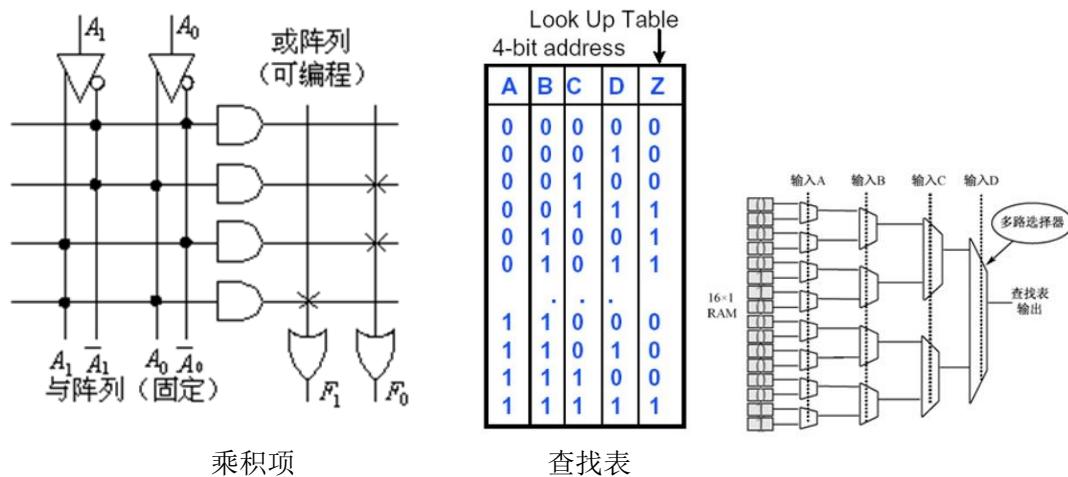 A₁ A₀
或阵列
（可编程）
A₁ A̅₁ A₀ A̅₀
与阵列（固定）
F₁ F₀
乘积项
Look Up Table
4-bit address
A B C D Z
0 0 0 0 0
0 0 0 1 0
0 0 1 0 0
0 0 1 1 1
0 1 0 0 1
0 1 0 1 1
. . .
1 1 0 0 0
1 1 0 1 0
1 1 1 0 0
1 1 1 1 1
查找表
输入A 输入B 输入C 输入D
多路选择器
16×1
RAM
查找表
输出